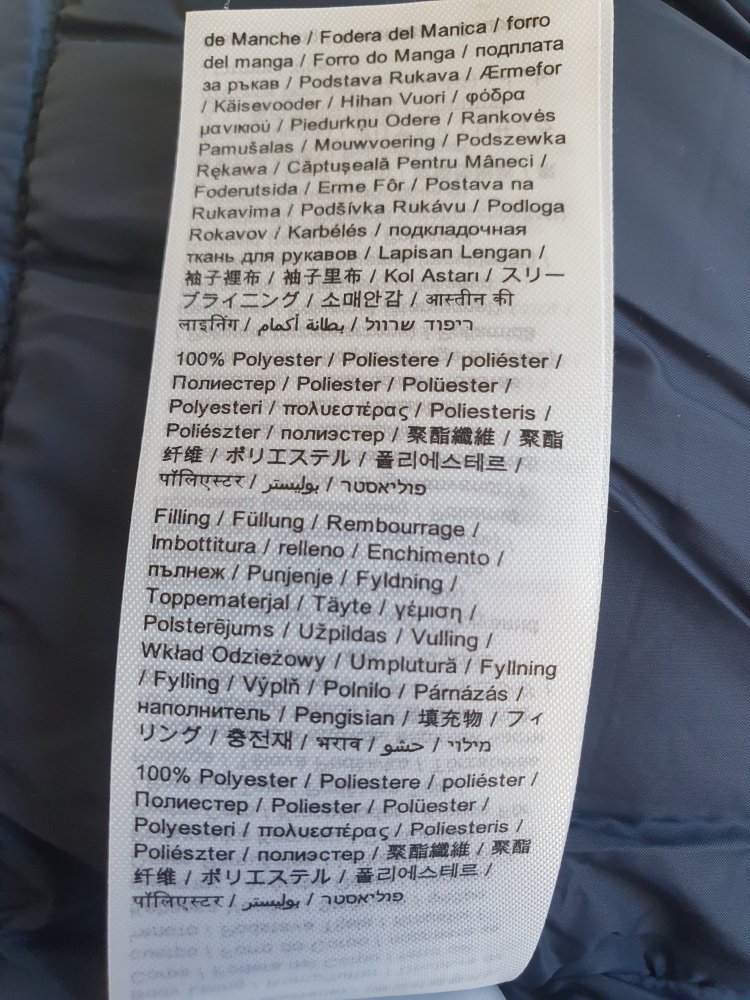 de Manche / Fodera del Manica / forro
del manga / Forro do Manga / подплата
за ръкав / Podstava Rukava / Ærmefor
/ Käisevooder / Hihan Vuori / φόδρα
μανικιού / Piedurkņu Odere / Rankovės
Pamušalas / Mouwvoering / Podszewka
Rękawa / Căptuşeală Pentru Mâneci /
Foderutsida / Erme Fôr / Postava na
Rukavima / Podšívka Rukávu / Podloga
Rokavov / Karbélés / подкладочная
ткань для рукавов / Lapisan Lengan /
袖子裡布 / 袖子里布 / Kol Astarı / スリー
ブライニング / 소매안감 / आस्तीन की
लाइनिंग / بطانة أكمام / ריפוד שרוול
100% Polyester / Poliestere / poliéster /
Полиестер / Poliester / Polüester /
Polyesteri / πολυεστέρας / Poliesteris /
Poliészter / полиэстер / 聚酯纖維 / 聚酯
纤维 / ポリエステル / 폴리에스테르 /
पॉलिएस्टर / بوليستر / פוליאסטר
Filling / Füllung / Rembourrage /
Imbottitura / relleno / Enchimento /
пълнеж / Punjenje / Fyldning /
Toppematerjal / Täyte / γέμιση /
Polsterējums / Užpildas / Vulling /
Wkład Odzieżowy / Umplutură / Fyllning
/ Fylling / Výplň / Polnilo / Párnázás /
наполнитель / Pengisian / 填充物 / フィ
リング / 충전재 / भराव / حشو / מילוי
100% Polyester / Poliestere / poliéster /
Полиестер / Poliester / Polüester /
Polyesteri / πολυεστέρας / Poliesteris /
Poliészter / полиэстер / 聚酯纖維 / 聚酯
纤维 / ポリエステル / 폴리에스테르 /
पॉलिएस्टर / بوليستر / פוליאסטר